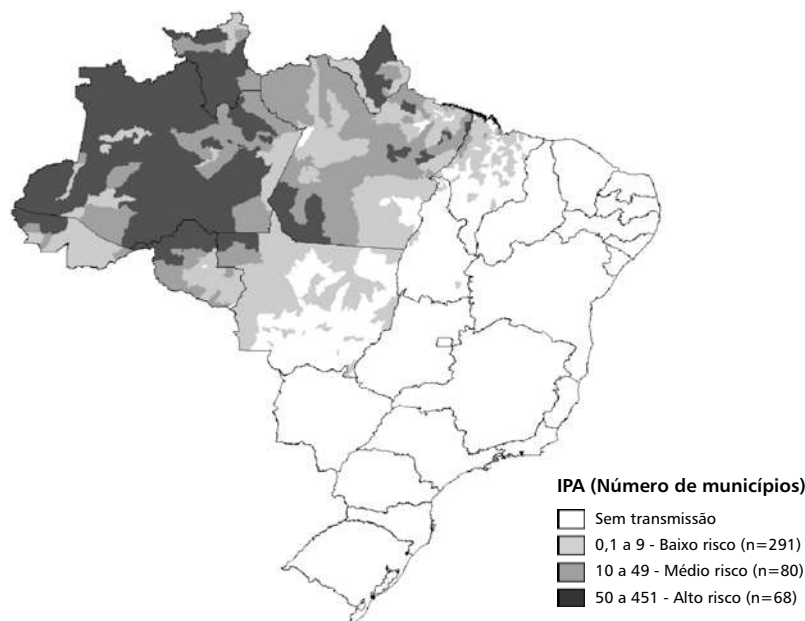 IPA (Número de municípios)
Sem transmissão
0,1 a 9 - Baixo risco (n=291)
10 a 49 - Médio risco (n=80)
50 a 451 - Alto risco (n=68)